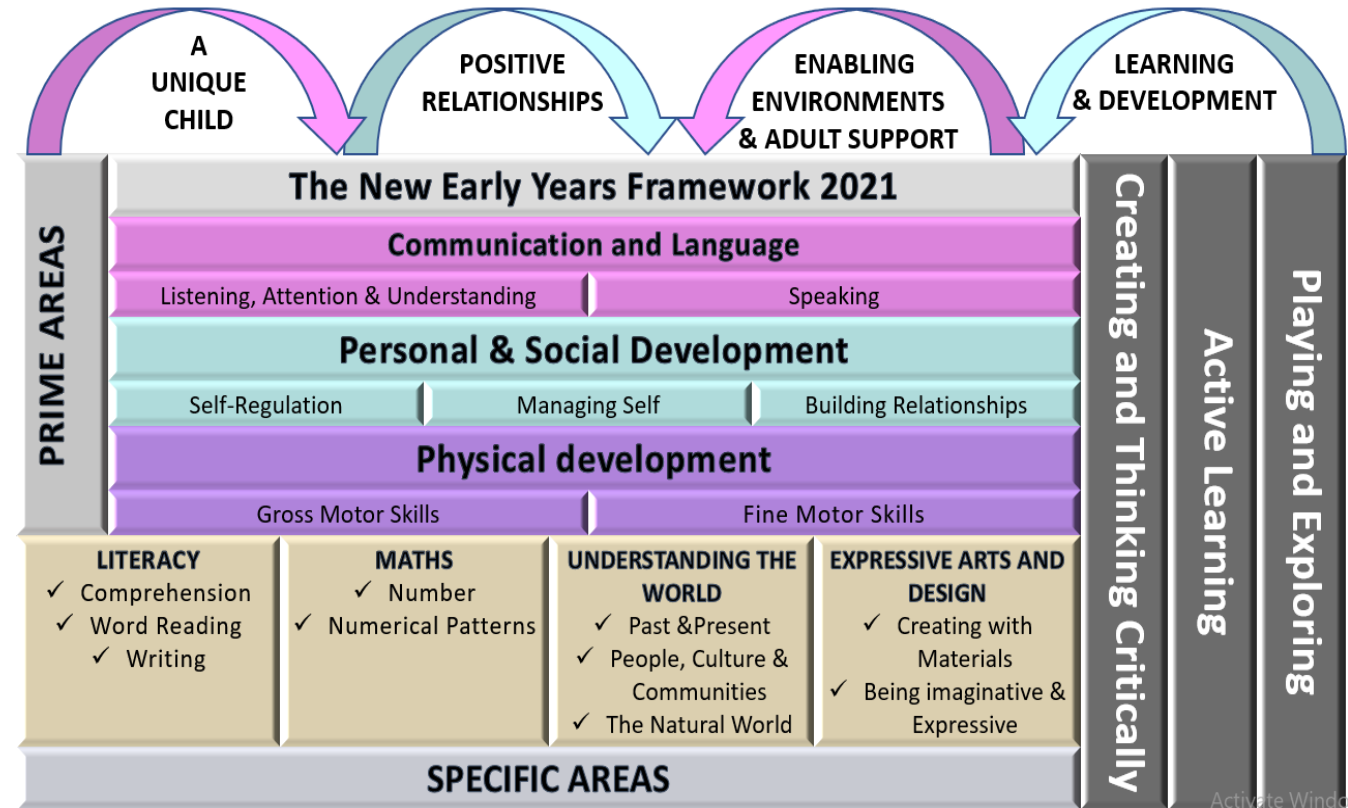 A
UNIQUE
CHILD
POSITIVE
RELATIONSHIPS
ENABLING
ENVIRONMENTS
& ADULT SUPPORT
LEARNING
& DEVELOPMENT
PRIME AREAS
The New Early Years Framework 2021
Communication and Language
Listening, Attention & Understanding
Speaking
Personal & Social Development
Self-Regulation
Managing Self
Building Relationships
Physical development
Gross Motor Skills
Fine Motor Skills
LITERACY
✓ Comprehension
✓ Word Reading
✓ Writing
MATHS
✓ Number
✓ Numerical Patterns
UNDERSTANDING THE
WORLD
✓ Past &Present
✓ People, Culture &
Communities
✓ The Natural World
EXPRESSIVE ARTS AND
DESIGN
✓ Creating with
Materials
✓ Being imaginative &
Expressive
SPECIFIC AREAS
Creating and Thinking Critically
Active Learning
Playing and Exploring
Activate Windo